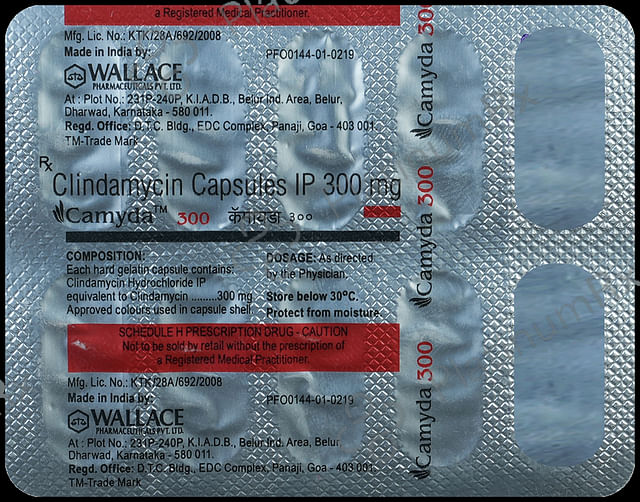 a Registered Medical Practitioner.
Mfg. Lic. No.: KTK/28A/692/2008
Made in India by:
PFO0144-01-0219
WALLACE
PHARMACEUTICALS PVT. LTD.
At : Plot No.: 231P-240P, K.I.A.D.B., Belur Ind. Area, Belur,
Dharwad, Karnataka - 580 011.
Regd. Office: D.T.C. Bldg., EDC Complex, Panaji, Goa - 403 001.
TM-Trade Mark
Rx
Clindamycin Capsules IP 300 mg
Camyda™ 300 कॅमायडा ३००
COMPOSITION:
Each hard gelatin capsule contains:
Clindamycin Hydrochloride IP
equivalent to Clindamycin .........300 mg
Approved colours used in capsule shell.
DOSAGE: As directed
by the Physician.
Store below 30°C.
Protect from moisture.
SCHEDULE H PRESCRIPTION DRUG - CAUTION
Not to be sold by retail without the prescription of
a Registered Medical Practitioner.
Mfg. Lic. No.: KTK/28A/692/2008
Made in India by:
PFO0144-01-0219
WALLACE
PHARMACEUTICALS PVT. LTD.
At : Plot No.: 231P-240P, K.I.A.D.B., Belur Ind. Area, Belur,
Dharwad, Karnataka - 580 011.
Regd. Office: D.T.C. Bldg., EDC Complex, Panaji, Goa - 403 001.
TM-Trade Mark
Camyda 300
Camyda 300
Camyda 300